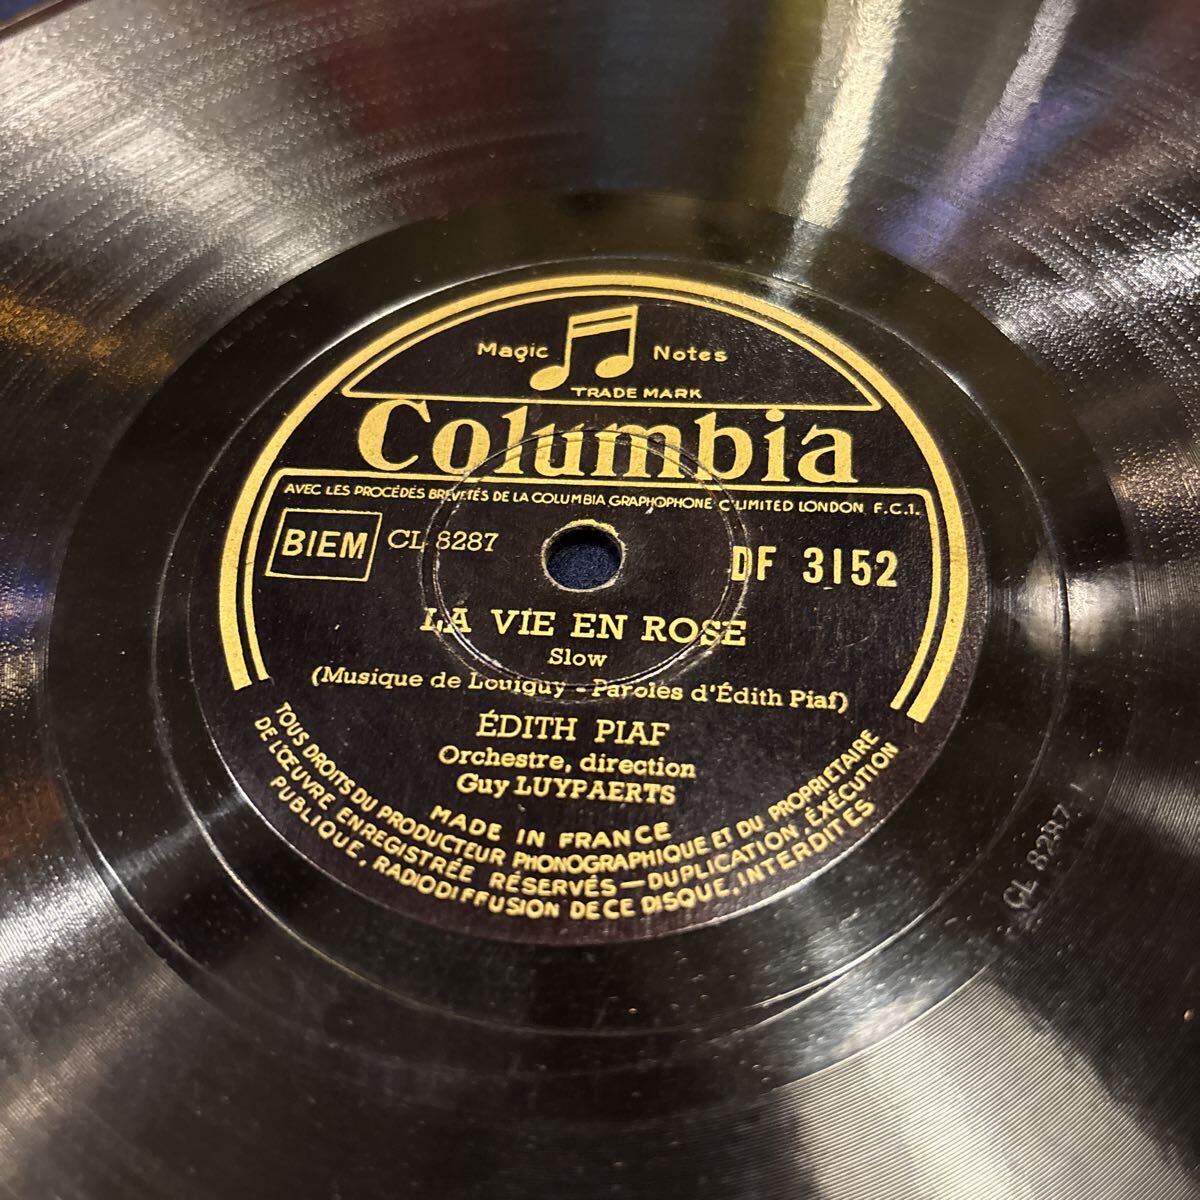 Magic Notes
TRADE MARK
Columbia
AVEC LES PROCÉDÉS BREVETÉS DE LA COLUMBIA GRAPHOPHONE C LIMITED LONDON F.C.1.
BIEM CL 8287 DF 3152
LA VIE EN ROSE
Slow
(Musique de Louiguy - Paroles d'Édith Piaf)
ÉDITH PIAF
Orchestre, direction
Guy LUYPAERTS
MADE IN FRANCE
TOUS DROITS DU PRODUCTEUR PHONOGRAPHIQUE ET DU PROPRIETAIRE
DE L'ŒUVRE ENREGISTRÉE RÉSERVÉS—DUPLICATION, EXÉCUTION
PUBLIQUE, RADIODIFFUSION DE CE DISQUE, INTERDITES
CL 8287 1